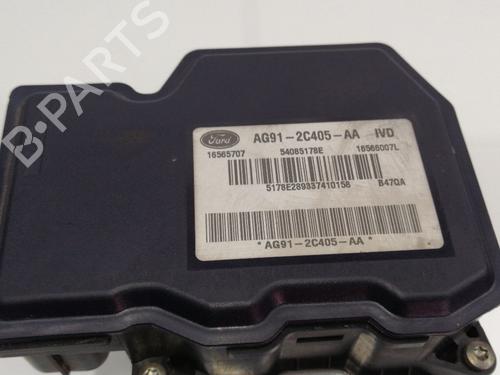 B-PARTS
Ford AG91-2C405-AA IVD
16565707 54085178E 16566007L
5178E289337410158 B47QA
*AG91-2C405-AA*